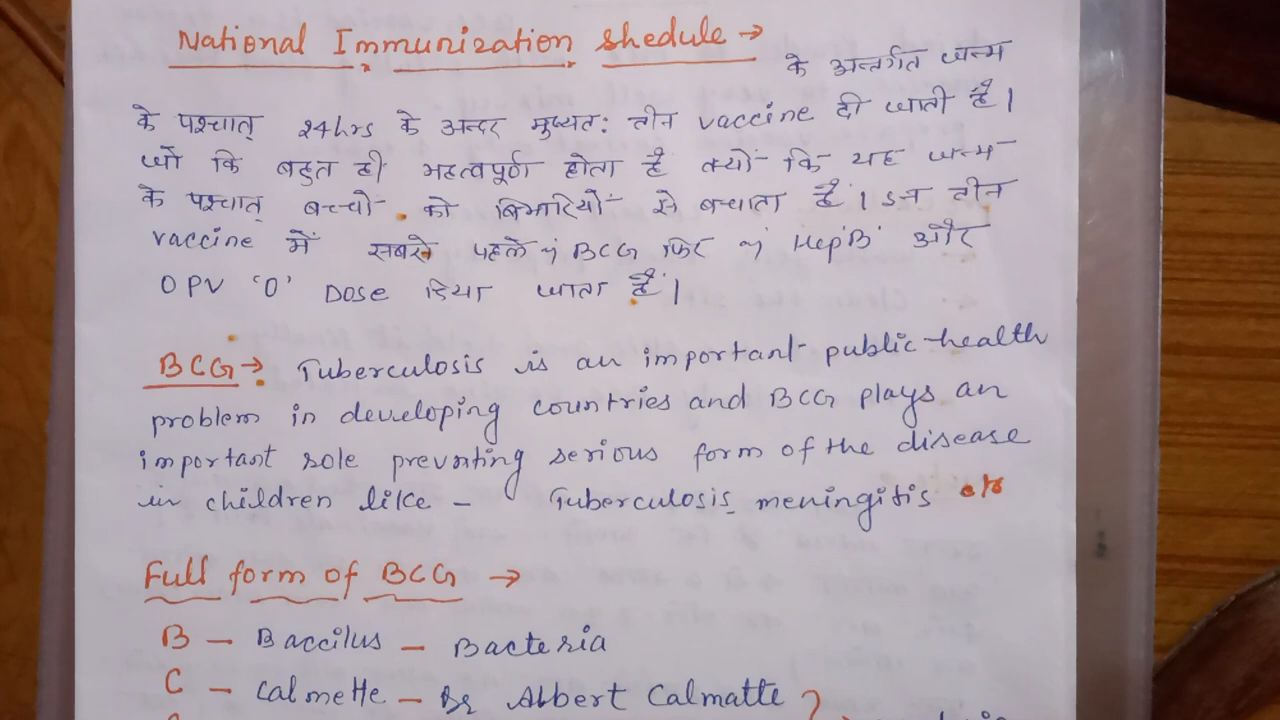 National Immunization shedule →
के अन्तर्गत जन्म
के पश्चात् 24hrs के अन्दर मुख्यत: तीन vaccine दी जाती है।
जो कि बहुत ही महत्वपूर्ण होता है क्यो कि यह जन्म
के पश्चात् बच्चो को बिमारियो से बचाता है। इन तीन
vaccine में सबसे पहले BCG फिर Hep'B' और
OPV 'O' Dose दिया जाता है।
BCG → Tuberculosis is an important public health
problem in developing countries and BCG plays an
important role preventing serious form of the disease
in children like - Tuberculosis meningitis
Full form of BCG →
B - Baccilus - Bacteria
C - Calmette - Dr Albert Calmatte